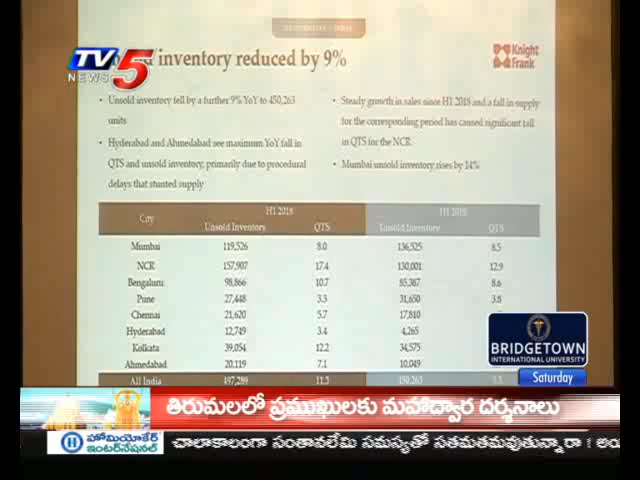 TV5
NEWS
inventory reduced by 9%
Knight
Frank
• Unsold inventory fell by a further 9% YoY to 450,263
units
• Hyderabad and Ahmedabad see maximum YoY fall in
QTS and unsold inventory, primarily due to procedural
delays that stunted supply
• Steady growth in sales since H1 2018 and a fall in supply
for the corresponding period has caused significant fall
in QTS for the NCR
• Mumbai unsold inventory rises by 14%
City H1 2018
Unsold Inventory QTS Unsold Inventory QTS
Mumbai 119,526 8.0 136,525 8.5
NCR 157,907 17.4 130,001 12.9
Bengaluru 98,866 10.7 85,387 8.6
Pune 27,448 3.3 31,650 3.8
Chennai 21,620 5.7 17,810
Hyderabad 12,749 3.4 4,265
Kolkata 39,054 12.2 34,575
Ahmedabad 20,119 7.1 10,049
All India 497,289 11.3
BRIDGETOWN
INTERNATIONAL UNIVERSITY
Saturday
తిరుమలలో ప్రముఖులకు మహాద్వార దర్శనాలు
హోమియోకేర్
ఇంటర్నేషనల్
చాలాకాలంగా సంతానలేమి సమస్యతో సతమతమవుతున్నారా !